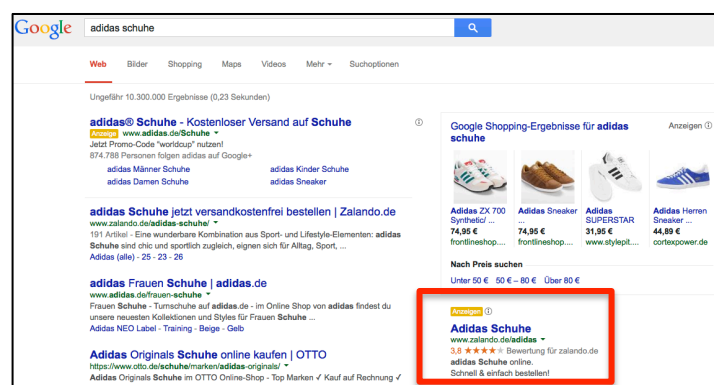 Google
adidas schuhe
Web Bilder Shopping Maps Videos Mehr Suchoptionen
Ungefähr 10.300.000 Ergebnisse (0,23 Sekunden)
adidas® Schuhe - Kostenloser Versand auf Schuhe
Anzeige www.adidas.de/Schuhe
Jetzt Promo-Code "worldcup" nutzen!
874.788 Personen folgen adidas auf Google+
adidas Männer Schuhe adidas Kinder Schuhe
adidas Damen Schuhe adidas Sneaker
adidas Schuhe jetzt versandkostenfrei bestellen | Zalando.de
www.zalando.de/adidas-schuhe/
191 Artikel - Eine wunderbare Kombination aus Sport- und Lifestyle-Elementen: adidas
Schuhe sind chic und sportlich zugleich, eignen sich für Alltag, Sport, ...
Adidas (alle) - 25 - 23 - 26
adidas Frauen Schuhe | adidas.de
www.adidas.de/frauen-schuhe
Frauen Schuhe - Turnschuhe auf adidas.de - im Online Shop von adidas findest du
unsere neuesten Kollektionen und Styles für Frauen Schuhe ...
Adidas NEO Label - Training - Beige - Gelb
Adidas Originals Schuhe online kaufen | OTTO
https://www.otto.de/schuhe/marken/adidas-originals/
Adidas Originals Schuhe im OTTO Online-Shop - Top Marken ✓ Kauf auf Rechnung ✓
Google Shopping-Ergebnisse für adidas Anzeigen
schuhe
Adidas ZX 700 Adidas Sneaker Adidas Adidas Herren
Synthetic/ ... ... SUPERSTAR Sneaker ...
74,95 € 74,95 € 31,95 € 44,89 €
frontlineshop.... frontlineshop.... www.stylepit.... cortexpower.de
Nach Preis suchen
Unter 50 € 50 € – 80 € Über 80 €
Anzeigen
Adidas Schuhe
www.zalando.de/adidas
3,8 ★★★★★ Bewertung für zalando.de
adidas Schuhe online.
Schnell & einfach bestellen!